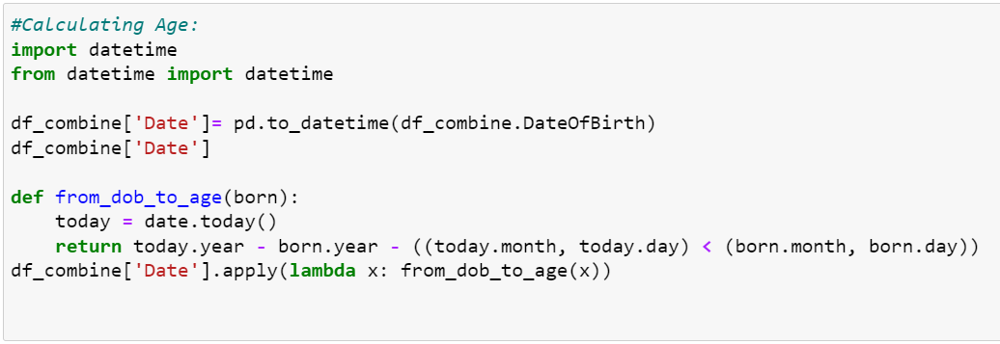 #Calculating Age:
import datetime
from datetime import datetime
df_combine['Date']= pd.to_datetime(df_combine.DateOfBirth)
df_combine['Date']
def from_dob_to_age(born):
    today = date.today()
    return today.year - born.year - ((today.month, today.day) < (born.month, born.day))
df_combine['Date'].apply(lambda x: from_dob_to_age(x))